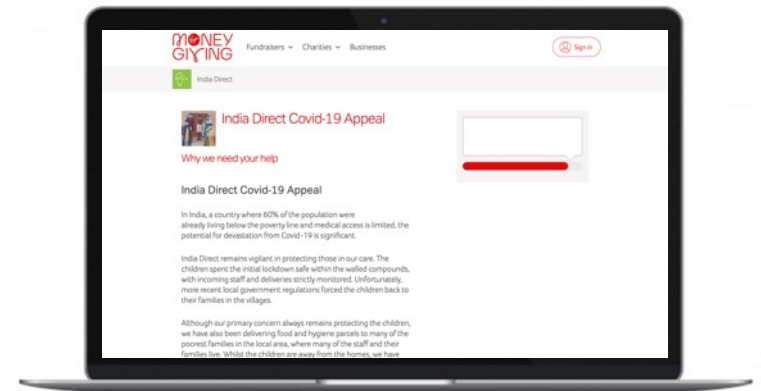 MONEY
GIVING
Fundraisers
Charities
Businesses
Sign in
India Direct
India Direct Covid-19 Appeal
Why we need your help
India Direct Covid-19 Appeal
In India, a country where 60% of the population were
already living below the poverty line and medical access is limited, the
potential for devastation from Covid-19 is significant.
India Direct remains vigilant in protecting those in our care. The
children spent the initial lockdown safe within the walled compounds,
with incoming staff and deliveries strictly monitored. Unfortunately,
more recent local government regulations forced the children back to
their families in the villages.
Although our primary concern always remains protecting the children,
we have also been delivering food and hygiene parcels to many of the
poorest families in the local area, where many of the staff and their
families live. Whilst the children are away from the homes, we have